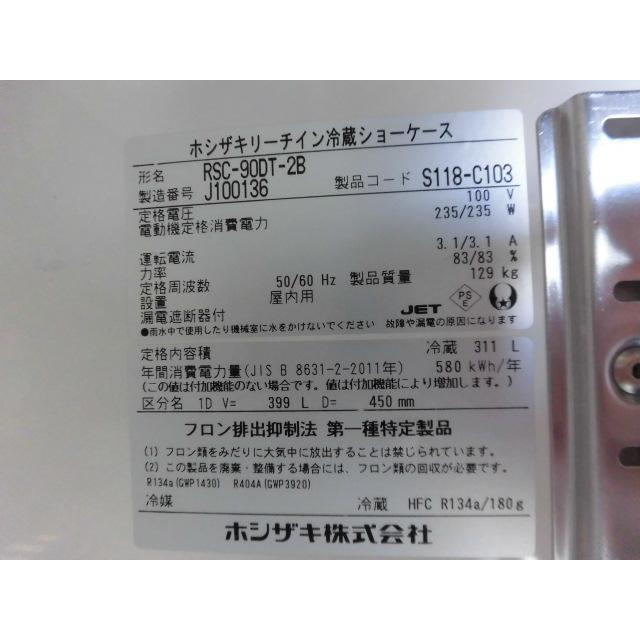 ホシザキリーチイン冷蔵ショーケース
形名 RSC-90DT-2B
製造番号 J100136 製品コード S118-C103
定格電圧 100 V
電動機定格消費電力 235/235 W
運転電流 3.1/3.1 A
力率 83/83 %
定格周波数 50/60 Hz 製品質量 129 kg
設置 屋内用
漏電遮断器付 JET PS E
●雨水中で使用したり機械室に水をかけないでください 故障や漏電の原因になります
定格内容積 冷蔵 311 L
年間消費電力量(JIS B 8631-2-2011年) 580 kWh/年
(この値は付加機能のない場合です。値は付加機能により増加します。)
区分名 1D V= 399 L D= 450 mm
フロン排出抑制法 第一種特定製品
(1) フロン類をみだりに大気中に放出することは禁じられています。
(2) この製品を廃棄・整備する場合には、フロン類の回収が必要です。
R134a(GWP1430) R404A(GWP3920)
冷媒 冷蔵 HFC R134a/180g
ホシザキ株式会社